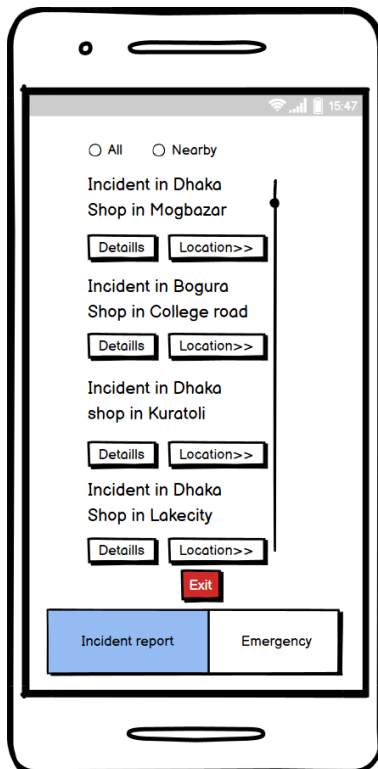 15:47
All Nearby
Incident in Dhaka
Shop in Mogbazar
Detaills Location>>
Incident in Bogura
Shop in College road
Detaills Location>>
Incident in Dhaka
shop in Kuratoli
Detaills Location>>
Incident in Dhaka
Shop in Lakecity
Detaills Location>>
Exit
Incident report Emergency